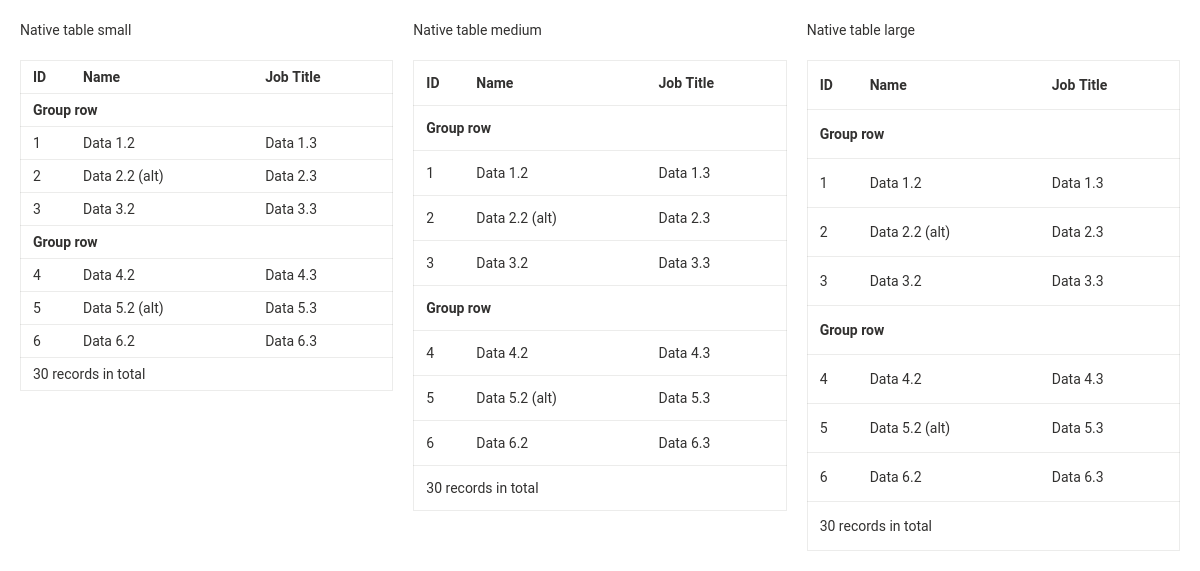 Native table small
ID Name Job Title
Group row
1 Data 1.2 Data 1.3
2 Data 2.2 (alt) Data 2.3
3 Data 3.2 Data 3.3
Group row
4 Data 4.2 Data 4.3
5 Data 5.2 (alt) Data 5.3
6 Data 6.2 Data 6.3
30 records in total
Native table medium
ID Name Job Title
Group row
1 Data 1.2 Data 1.3
2 Data 2.2 (alt) Data 2.3
3 Data 3.2 Data 3.3
Group row
4 Data 4.2 Data 4.3
5 Data 5.2 (alt) Data 5.3
6 Data 6.2 Data 6.3
30 records in total
Native table large
ID Name Job Title
Group row
1 Data 1.2 Data 1.3
2 Data 2.2 (alt) Data 2.3
3 Data 3.2 Data 3.3
Group row
4 Data 4.2 Data 4.3
5 Data 5.2 (alt) Data 5.3
6 Data 6.2 Data 6.3
30 records in total